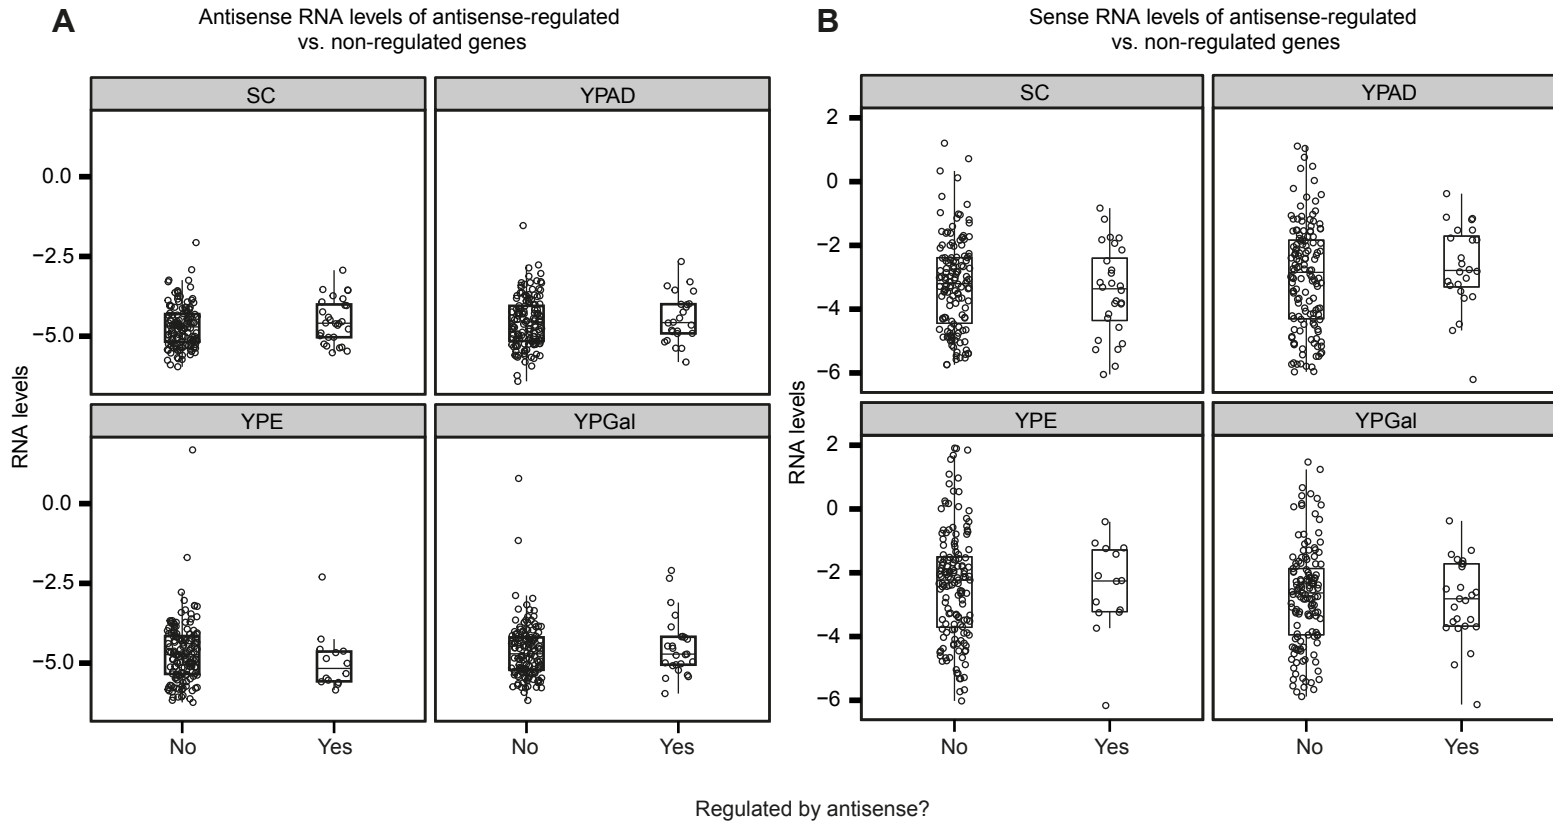 A
Antisense RNA levels of antisense-regulated
vs. non-regulated genes
SC
YPAD
0.0
−2.5
−5.0
YPE
YPGal
0.0
−2.5
−5.0
RNA levels
No
Yes
No
Yes
B
Sense RNA levels of antisense-regulated
vs. non-regulated genes
SC
YPAD
2
0
−2
−4
−6
YPE
YPGal
2
0
−2
−4
−6
RNA levels
No
Yes
No
Yes
Regulated by antisense?